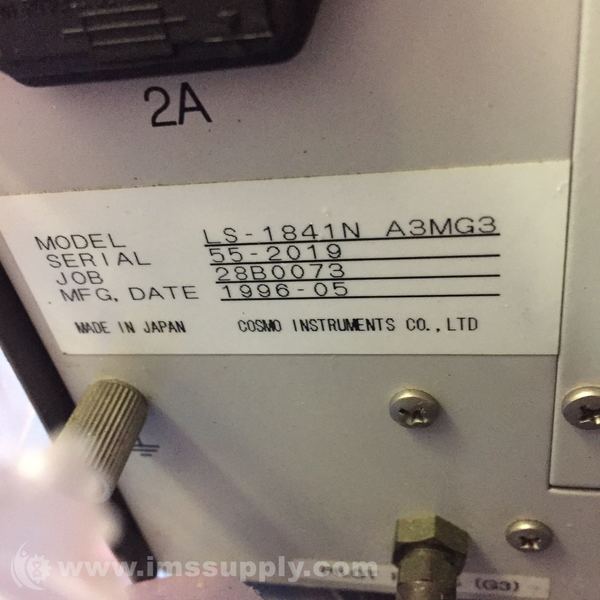 2A
MODEL LS-1841N A3MG3
SERIAL 55-2019
JOB 28B0073
MFG. DATE 1996-05
MADE IN JAPAN COSMO INSTRUMENTS CO., LTD
(G3)
www.imssupply.com